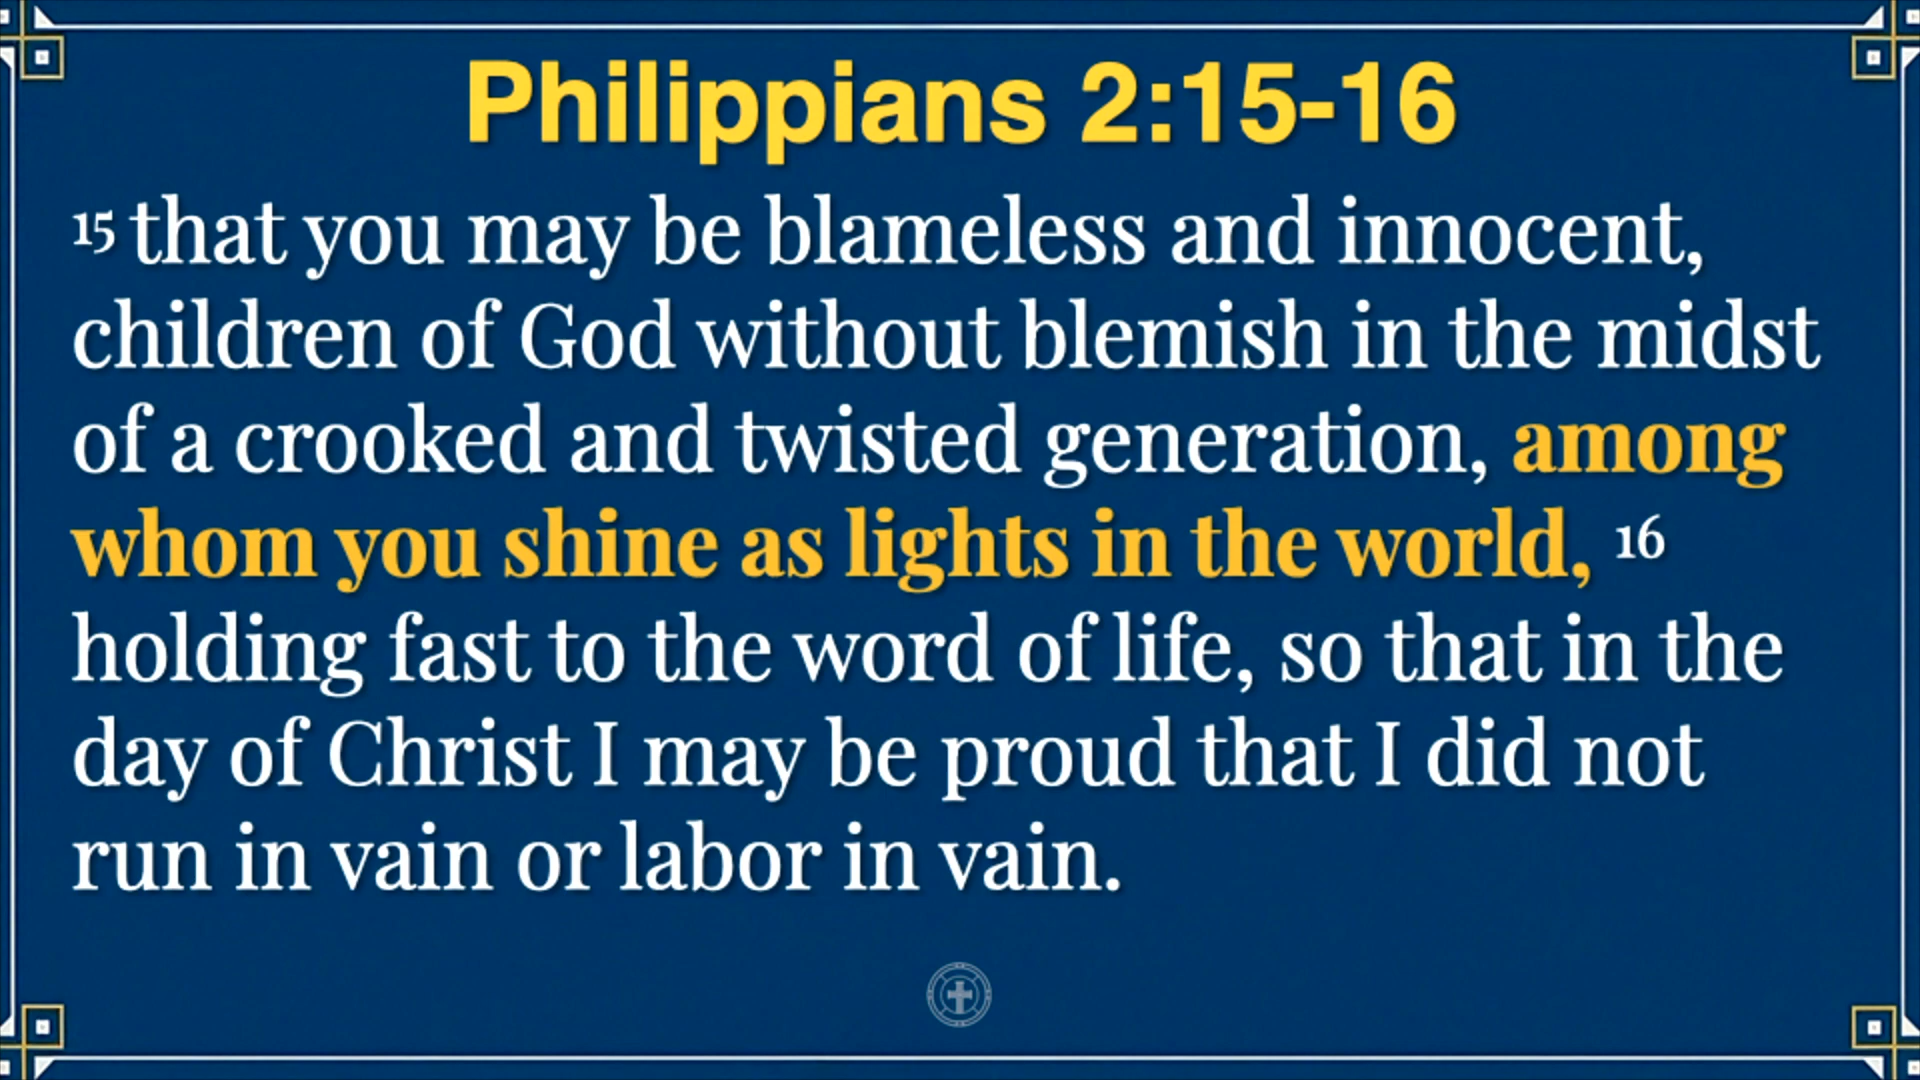 Philippians 2:15-16
15 that you may be blameless and innocent,
children of God without blemish in the midst
of a crooked and twisted generation, among
whom you shine as lights in the world, 16
holding fast to the word of life, so that in the
day of Christ I may be proud that I did not
run in vain or labor in vain.